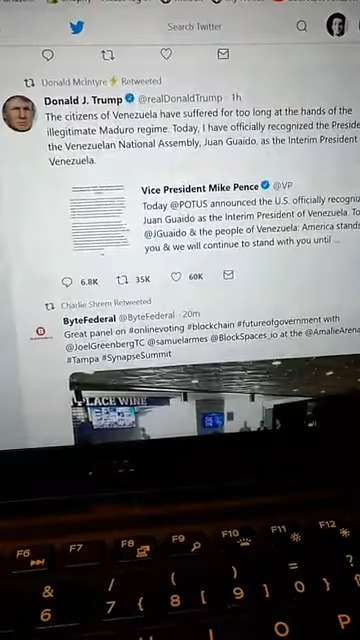 Search Twitter
Donald McIntyre⚡ Retweeted
Donald J. Trump @realDonaldTrump · 1h
The citizens of Venezuela have suffered for too long at the hands of the
illegitimate Maduro regime. Today, I have officially recognized the Preside
the Venezuelan National Assembly, Juan Guaido, as the Interim President
Venezuela.
Vice President Mike Pence @VP
Today @POTUS announced the U.S. officially recogniz
Juan Guaido as the Interim President of Venezuela. To
@JGuaido & the people of Venezuela: America stands
you & we will continue to stand with you until ...
6.8K 35K 60K
Charlie Shrem Retweeted
ByteFederal @ByteFederal · 20m
Great panel on #onlinevoting #blockchain #futureofgovernment with
@JoelGreenbergTC @samuelarmes @BlockSpaces_io at the @AmalieArena
#Tampa #SynapseSummit
PLACE WINE
F6 F7 F8 F9 F10 F11 F12
& / ( ) = ?
6 7 { 8 [ 9 ] 0 }
O P